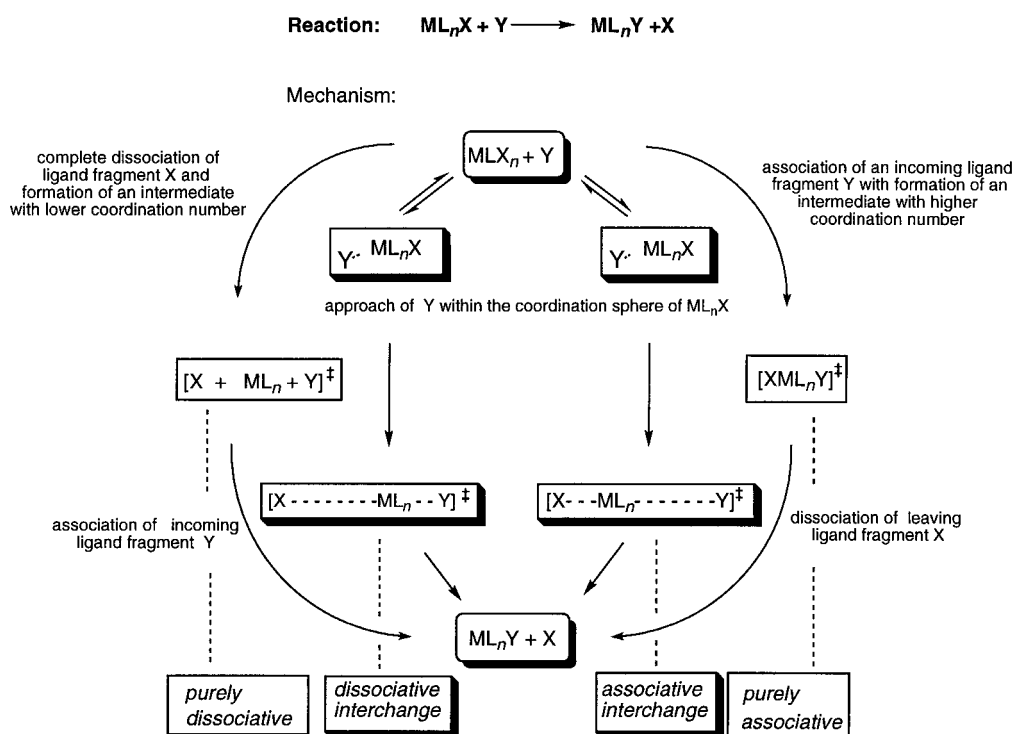 Reaction: MLnX + Y ⟶ MLnY +X
Mechanism:
complete dissociation of
ligand fragment X and
formation of an intermediate
with lower coordination number
MLXn + Y
association of an incoming ligand
fragment Y with formation of an
intermediate with higher
coordination number
Y·· MLnX
Y·· MLnX
approach of Y within the coordination sphere of MLnX
[X + MLn + Y]‡
[XMLnY]‡
[X - - - - - - - -MLn - - Y]‡
[X- - -MLn- - - - - - - -Y]‡
association of incoming
ligand fragment Y
dissociation of leaving
ligand fragment X
MLnY + X
purely
dissociative
dissociative
interchange
associative
interchange
purely
associative